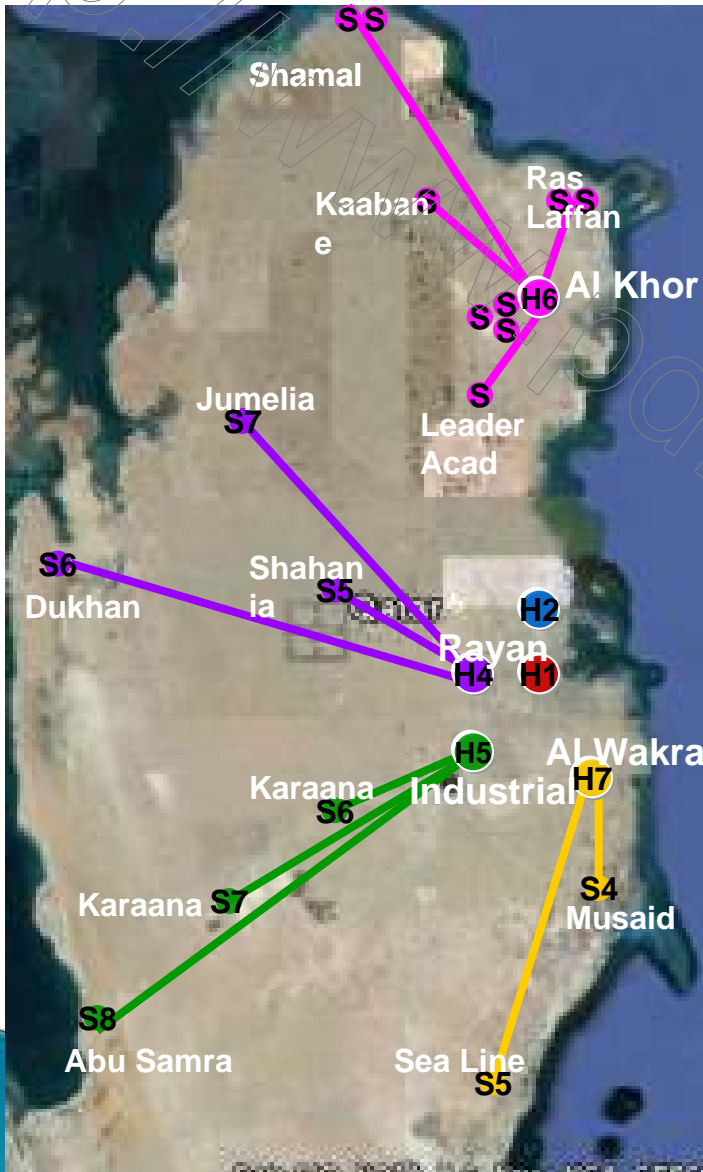 S S
Shamal
Ras
S S
Laffan
Kaaban
S
e
Al Khor
H6
S
S
S
S
Leader
Acad
Jumelia
S7
Shahan
ia
S6
S5
Dukhan
Qatar
H2
Rayan
H4
H1
H5
Al Wakra
H7
Industrial
Karaana
S6
Karaana
S7
S4
Musaid
S8
Abu Samra
Sea Line
S5